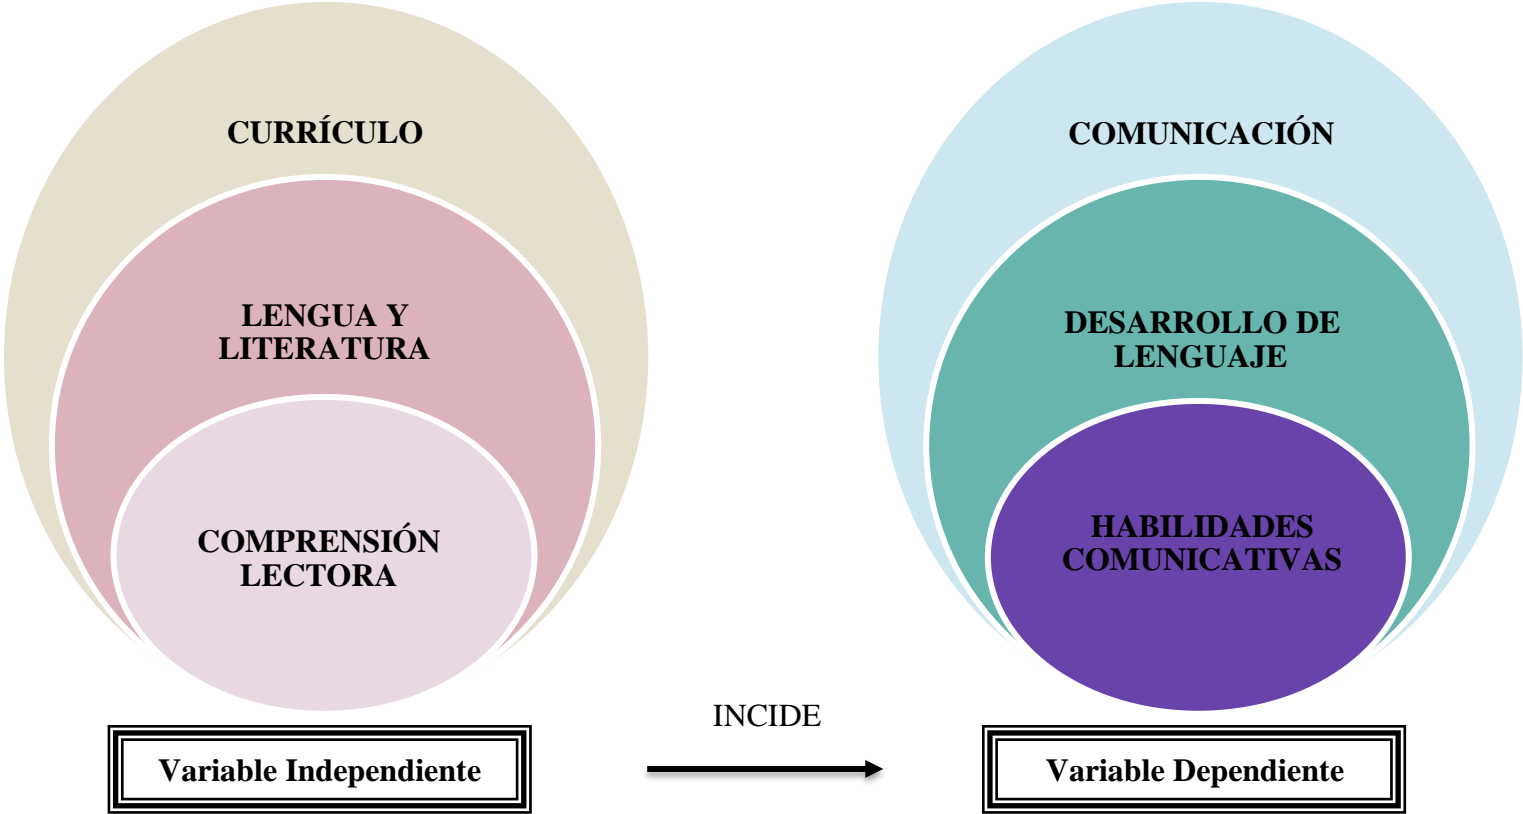 CURRÍCULO
LENGUA Y
LITERATURA
COMPRENSIÓN
LECTORA
Variable Independiente
INCIDE
COMUNICACIÓN
DESARROLLO DE
LENGUAJE
HABILIDADES
COMUNICATIVAS
Variable Dependiente